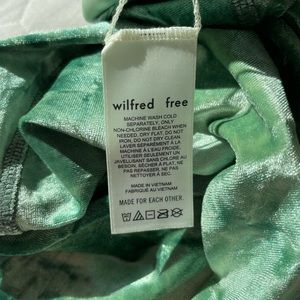 wilfred free
MACHINE WASH COLD
SEPARATELY, ONLY
NON-CHLORINE BLEACH WHEN
NEEDED, DRY FLAT, DO NOT
IRON, DO NOT DRY CLEAN
LAVER SÉPARÉMENT À LA
MACHINE À L'EAU FROIDE.
UTILISER SEULEMENT UN
JAVELLISANT SANS CHLORE AU
BESOIN, SÉCHER À PLAT, NE
PAS REPASSER, NE PAS
NETTOYER À SEC
MADE IN VIETNAM
FABRIQUÉ AU VIETNAM
MADE FOR EACH OTHER.